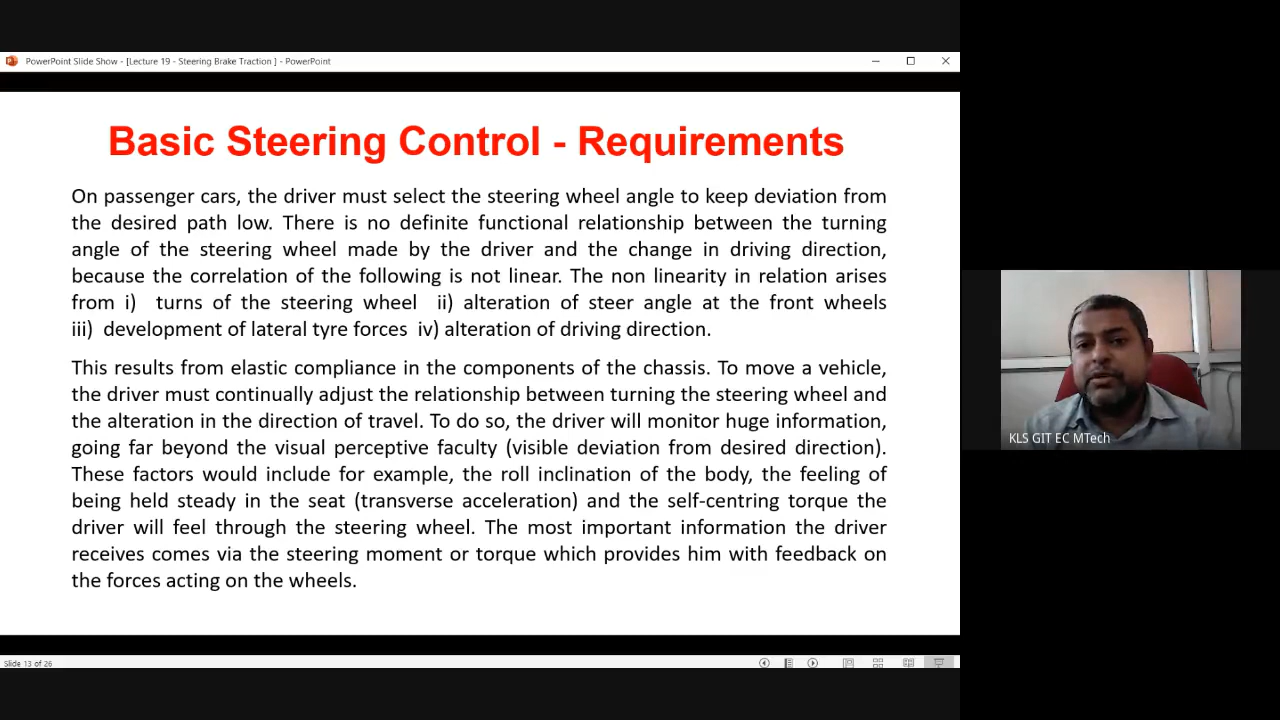 PowerPoint Slide Show - [Lecture 19 - Steering Brake Traction ] - PowerPoint
Basic Steering Control - Requirements
On passenger cars, the driver must select the steering wheel angle to keep deviation from
the desired path low. There is no definite functional relationship between the turning
angle of the steering wheel made by the driver and the change in driving direction,
because the correlation of the following is not linear. The non linearity in relation arises
from i) turns of the steering wheel ii) alteration of steer angle at the front wheels
iii) development of lateral tyre forces iv) alteration of driving direction.
This results from elastic compliance in the components of the chassis. To move a vehicle,
the driver must continually adjust the relationship between turning the steering wheel and
the alteration in the direction of travel. To do so, the driver will monitor huge information,
going far beyond the visual perceptive faculty (visible deviation from desired direction).
These factors would include for example, the roll inclination of the body, the feeling of
being held steady in the seat (transverse acceleration) and the self-centring torque the
driver will feel through the steering wheel. The most important information the driver
receives comes via the steering moment or torque which provides him with feedback on
the forces acting on the wheels.
KLS GIT EC MTech
Slide 13 of 26